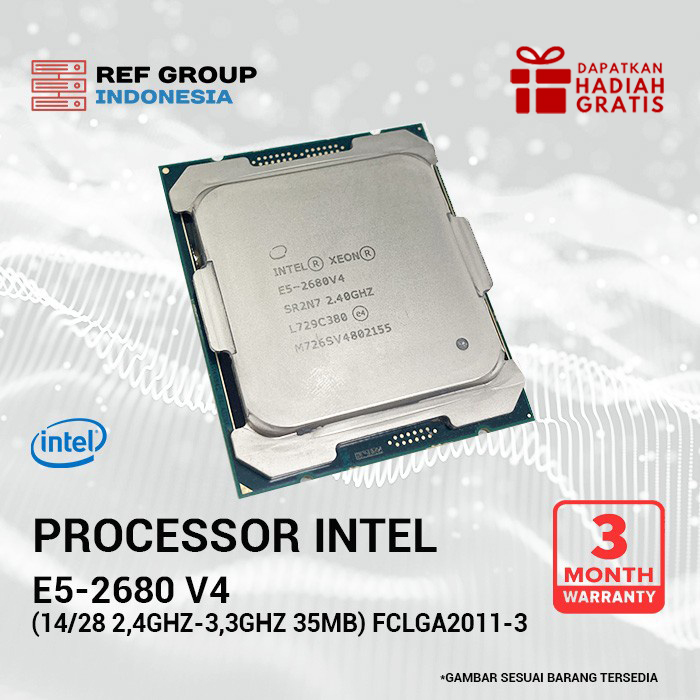 REF GROUP
INDONESIA
DAPATKAN
HADIAH
GRATIS
INTEL® XEON®
E5-2680V4
SR2N7 2.40GHZ
L729C380 e4
M726SV4802155
intel
PROCESSOR INTEL
E5-2680 V4
(14/28 2,4GHZ-3,3GHZ 35MB) FCLGA2011-3
3
MONTH
WARRANTY
*GAMBAR SESUAI BARANG TERSEDIA